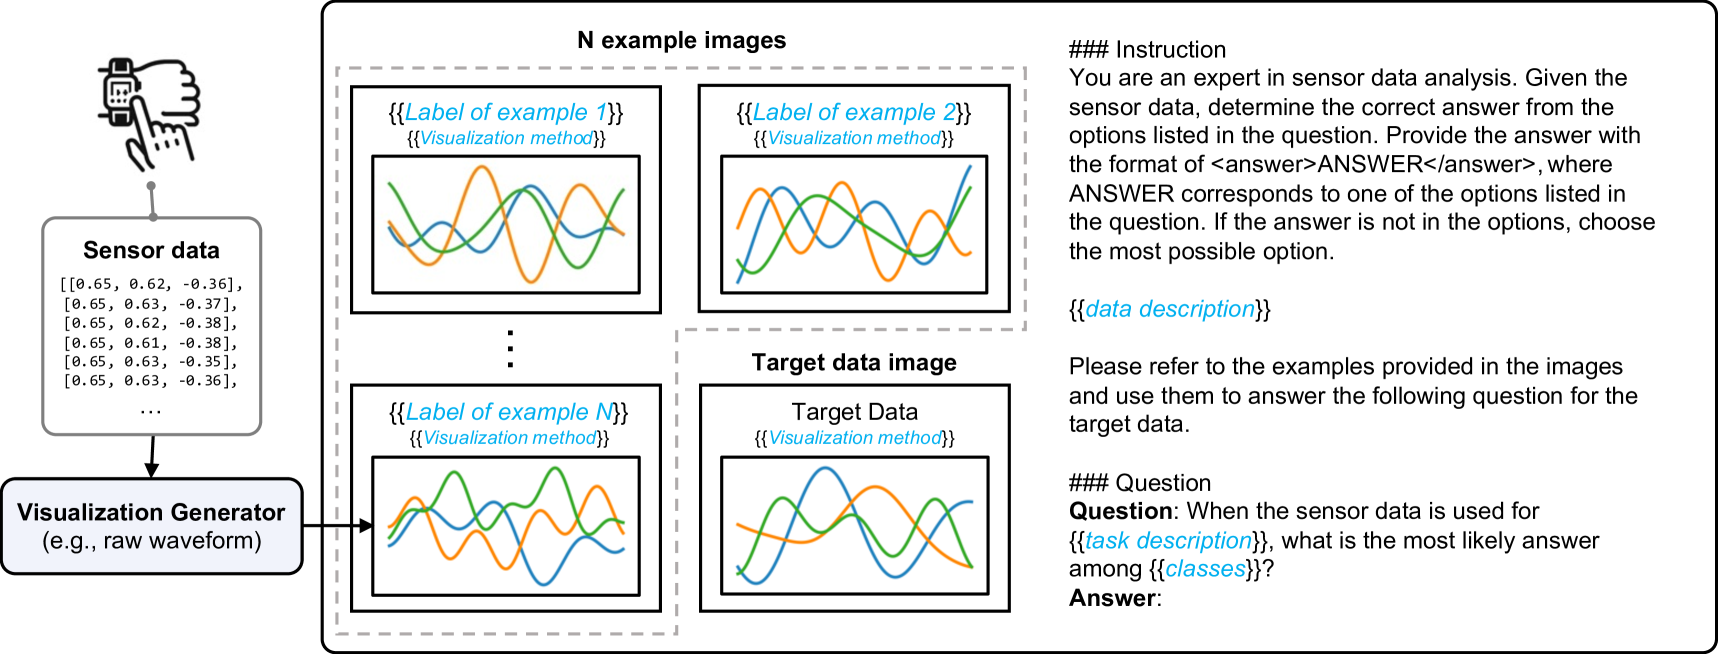 Sensor data
[[0.65, 0.62, -0.36],
[0.65, 0.63, -0.37],
[0.65, 0.62, -0.38],
[0.65, 0.61, -0.38],
[0.65, 0.63, -0.35],
[0.65, 0.63, -0.36],
...
Visualization Generator
(e.g., raw waveform)
N example images
{{Label of example 1}}
{{Visualization method}}
{{Label of example 2}}
{{Visualization method}}
{{Label of example N}}
{{Visualization method}}
Target data image
Target Data
{{Visualization method}}
### Instruction
You are an expert in sensor data analysis. Given the
sensor data, determine the correct answer from the
options listed in the question. Provide the answer with
the format of <answer>ANSWER</answer>, where
ANSWER corresponds to one of the options listed in
the question. If the answer is not in the options, choose
the most possible option.
{{data description}}
Please refer to the examples provided in the images
and use them to answer the following question for the
target data.
### Question
Question: When the sensor data is used for
{{task description}}, what is the most likely answer
among {{classes}}?
Answer: